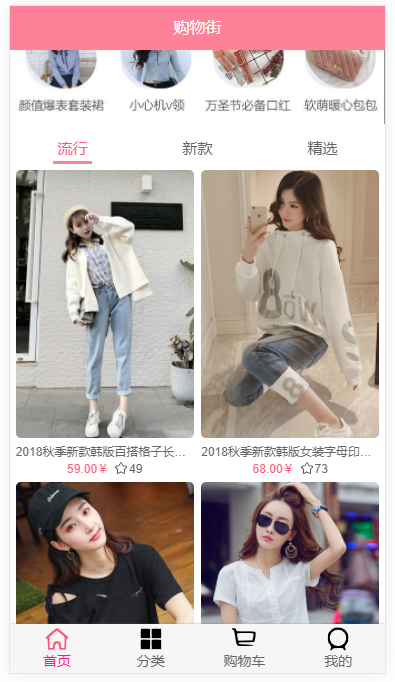 购物街
颜值爆表套装裙 小心机v领 万圣节必备口红 软萌暖心包包
流行 新款 精选
2018秋季新款韩版百搭格子长… 2018秋季新款韩版女装字母印…
59.00¥ 49 68.00¥ 73
首页 分类 购物车 我的